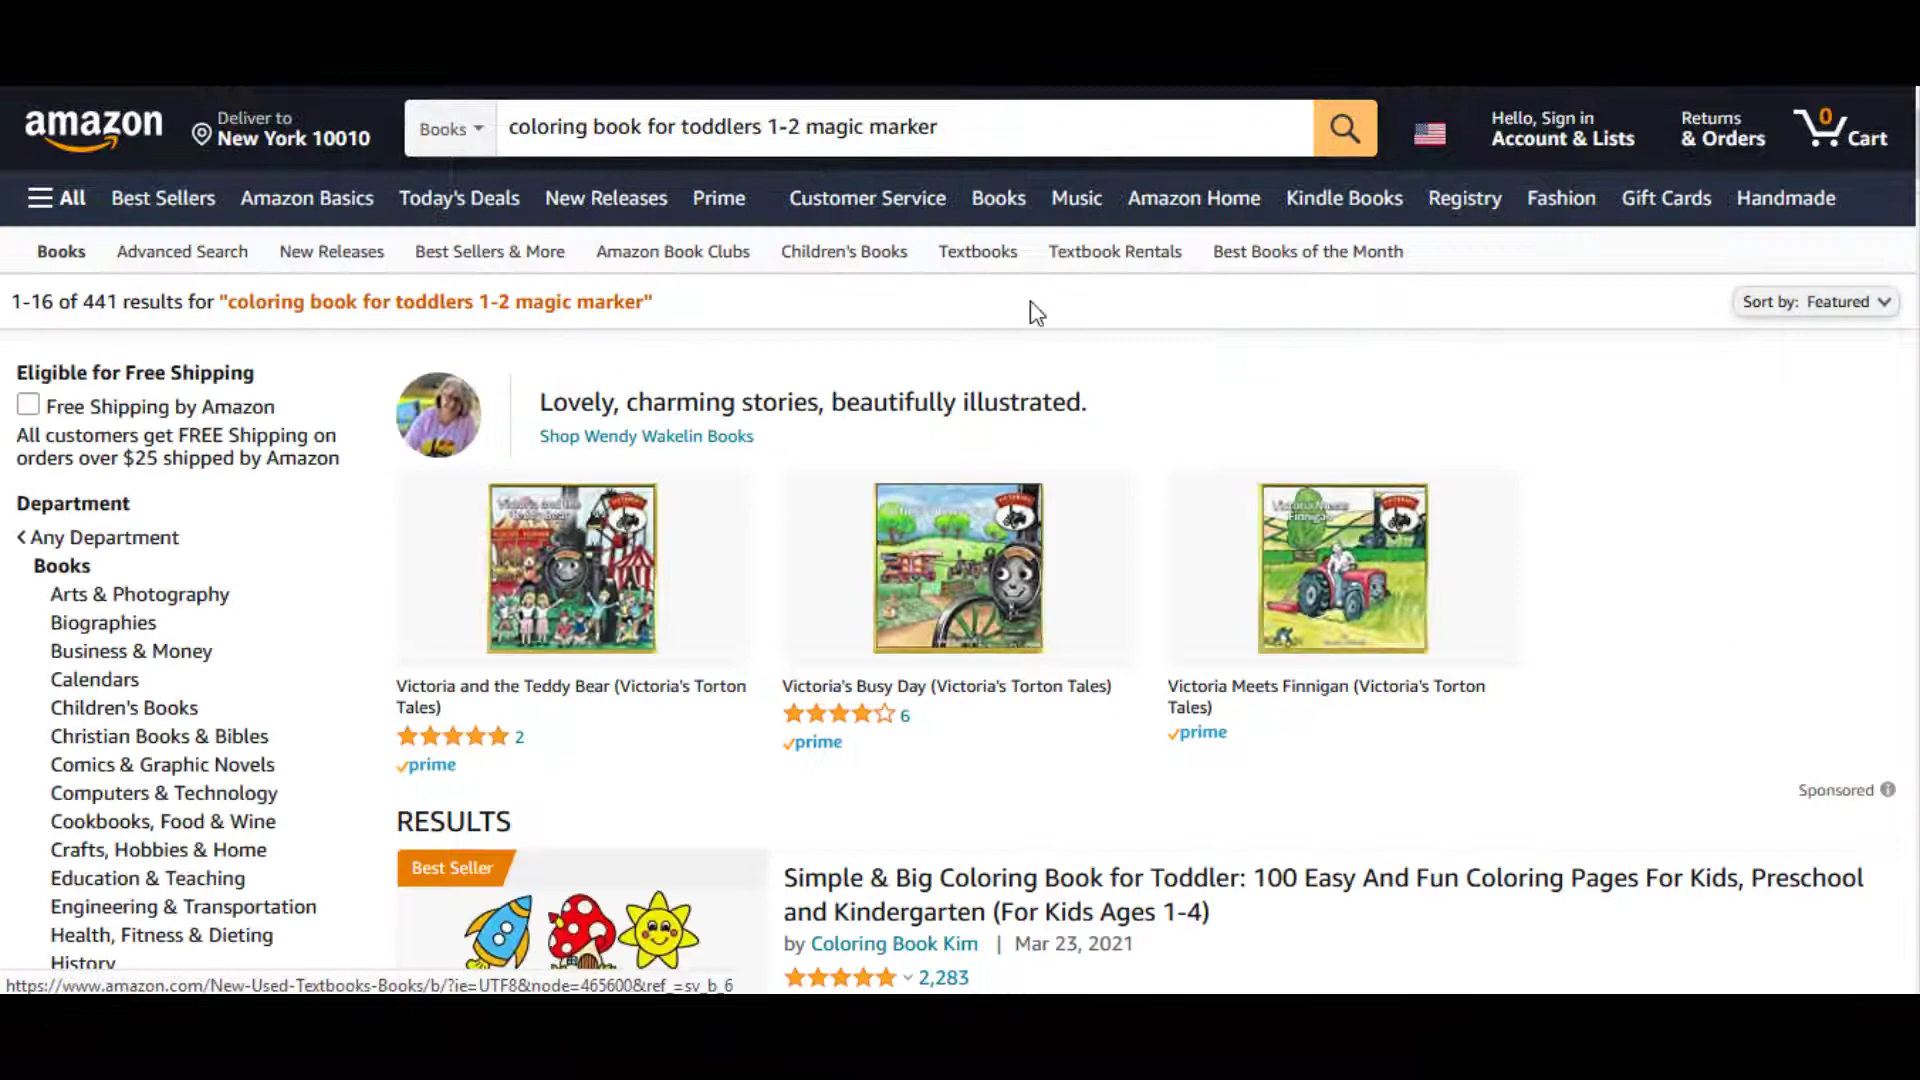 amazon
Deliver to
New York 10010
Books
coloring book for toddlers 1-2 magic marker
Hello, Sign in
Account & Lists
Returns
& Orders
0
Cart
All
Best Sellers
Amazon Basics
Today's Deals
New Releases
Prime
Customer Service
Books
Music
Amazon Home
Kindle Books
Registry
Fashion
Gift Cards
Handmade
Books
Advanced Search
New Releases
Best Sellers & More
Amazon Book Clubs
Children's Books
Textbooks
Textbook Rentals
Best Books of the Month
1-16 of 441 results for "coloring book for toddlers 1-2 magic marker"
Sort by: Featured
Eligible for Free Shipping
Free Shipping by Amazon
All customers get FREE Shipping on
orders over $25 shipped by Amazon
Department
Any Department
Books
Arts & Photography
Biographies
Business & Money
Calendars
Children's Books
Christian Books & Bibles
Comics & Graphic Novels
Computers & Technology
Cookbooks, Food & Wine
Crafts, Hobbies & Home
Education & Teaching
Engineering & Transportation
Health, Fitness & Dieting
History
Lovely, charming stories, beautifully illustrated.
Shop Wendy Wakelin Books
Victoria and the Teddy Bear (Victoria's Torton
Tales)
2
prime
Victoria's Busy Day (Victoria's Torton Tales)
6
prime
Victoria Meets Finnigan (Victoria's Torton
Tales)
prime
Sponsored
RESULTS
Best Seller
Simple & Big Coloring Book for Toddler: 100 Easy And Fun Coloring Pages For Kids, Preschool
and Kindergarten (For Kids Ages 1-4)
by Coloring Book Kim | Mar 23, 2021
2,283
https://www.amazon.com/New-Used-Textbooks-Books/b/?ie=UTF8&node=465600&ref_=sv_b_6